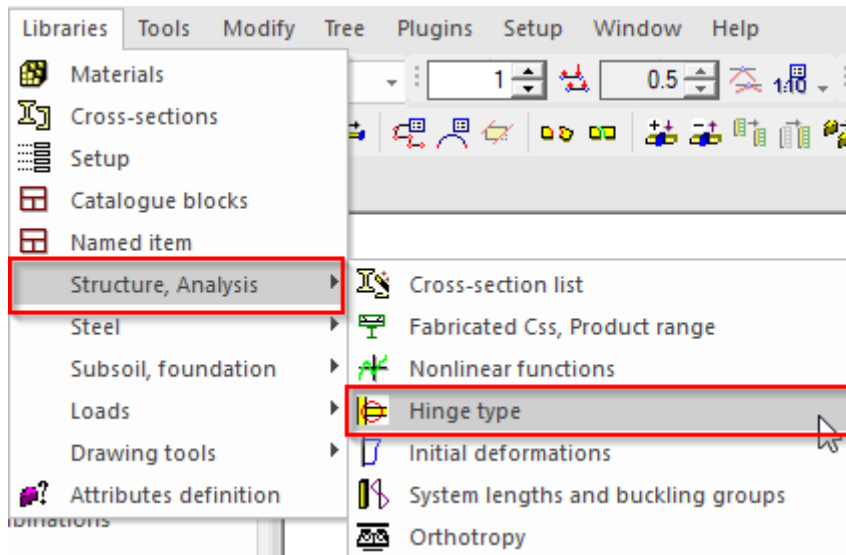 Libraries Tools Modify Tree Plugins Setup Window Help
Materials
1 0.5 1:10
Cross-sections
Setup
Catalogue blocks
Named item
Structure, Analysis
Cross-section list
Steel
Fabricated Css, Product range
Subsoil, foundation
Nonlinear functions
Loads
Hinge type
Drawing tools
Initial deformations
Attributes definition
System lengths and buckling groups
Orthotropy